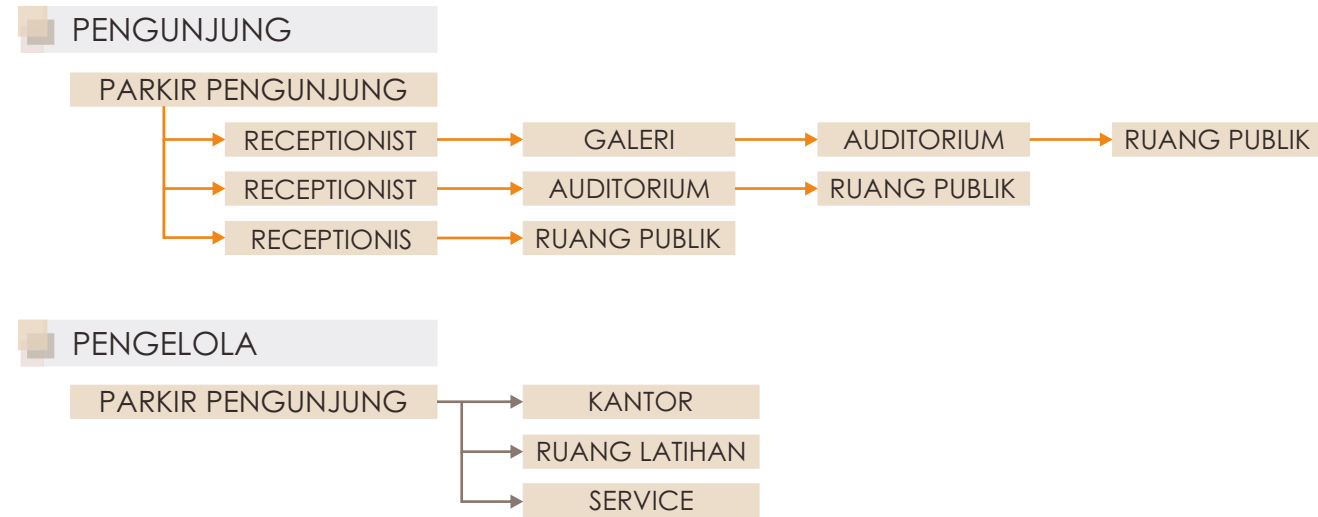 PENGUNJUNG
PARKIR PENGUNJUNG
RECEPTIONIST GALERI AUDITORIUM RUANG PUBLIK
RECEPTIONIST AUDITORIUM RUANG PUBLIK
RECEPTIONIS RUANG PUBLIK
PENGELOLA
PARKIR PENGUNJUNG KANTOR
RUANG LATIHAN
SERVICE